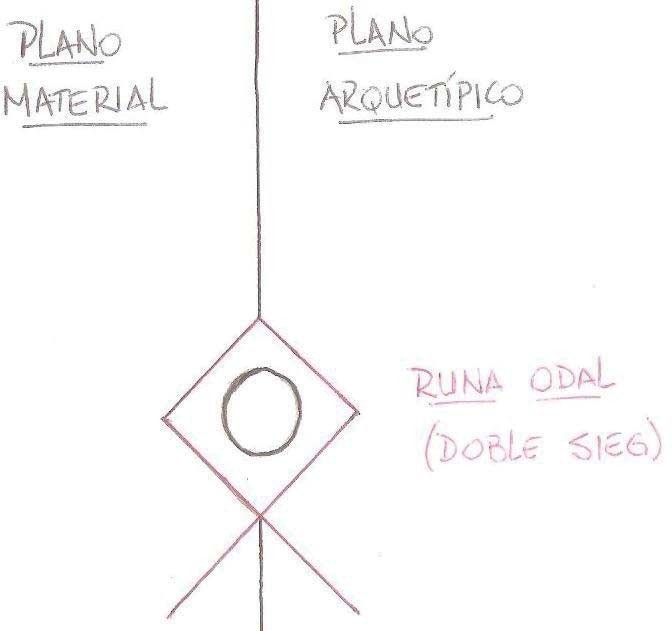 PLANO
MATERIAL
PLANO
ARQUETÍPICO
RUNA ODAL
(DOBLE SIEG)